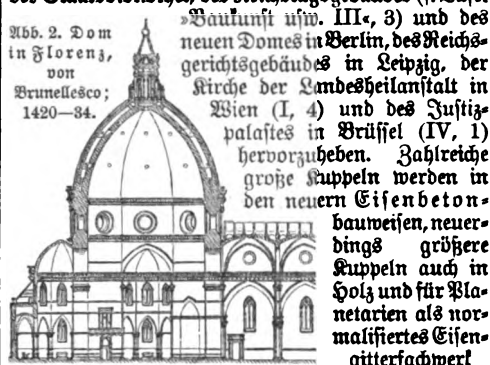 »Baukunst usw. III«, 3) und des
neuen Domes in Berlin, des Reichs-
gerichtsgebäudes in Leipzig, der
Kirche der Landesheilanstalt in
Wien (I, 4) und des Justiz-
palastes in Brüssel (IV, 1)
hervorzuheben. Zahlreiche
große Kuppeln werden in
den neuern Eisenbeton-
bauweisen, neuer-
dings größere
Kuppeln auch in
Holz und für Pla-
netarien als nor-
malisiertes Eisen-
gitterfachwerk
Abb. 2. Dom
in Florenz,
von
Brunellesco;
1420—34.